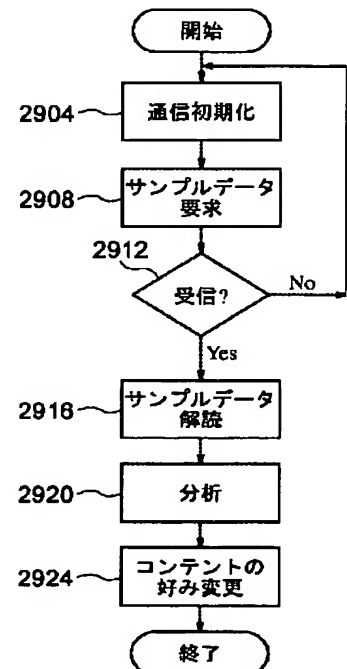 開始
2904
通信初期化
2908
サンプルデータ
要求
2912
受信?
No
Yes
2916
サンプルデータ
解読
2920
分析
2924
コンテントの
好み変更
終了